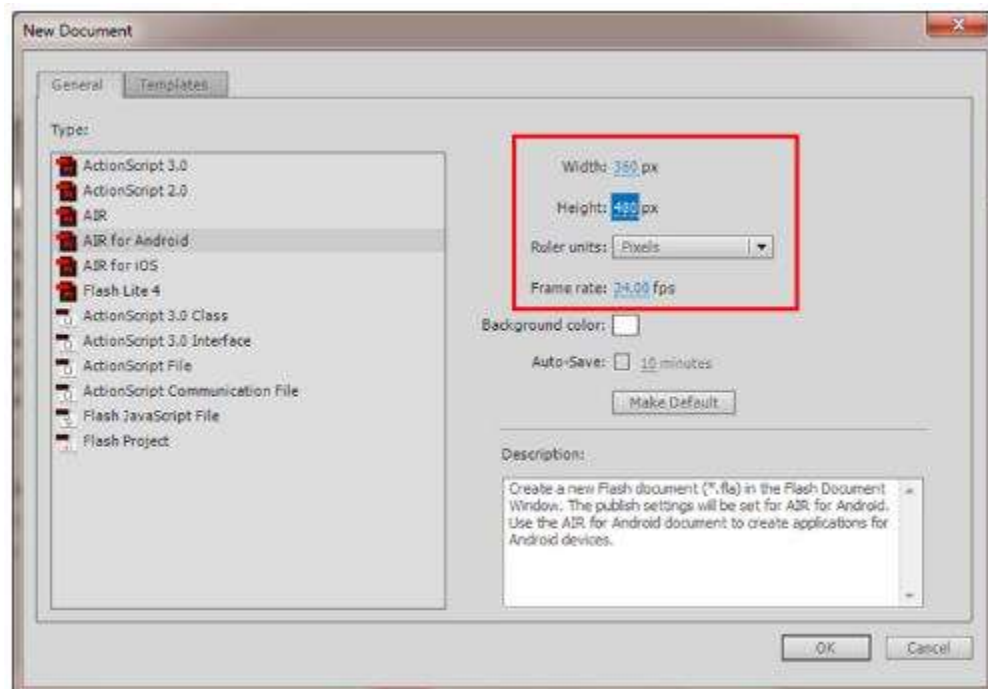 New Document
General
Templates
Type:
ActionScript 3.0
ActionScript 2.0
AIR
AIR for Android
AIR for iOS
Flash Lite 4
ActionScript 3.0 Class
ActionScript 3.0 Interface
ActionScript File
ActionScript Communication File
Flash JavaScript File
Flash Project
Width: 360 px
Height: 480 px
Ruler units: Pixels
Frame rate: 24.00 fps
Background color:
Auto-Save: 10 minutes
Make Default
Description:
Create a new Flash document (*.fla) in the Flash Document
Window. The publish settings will be set for AIR for Android.
Use the AIR for Android document to create applications for
Android devices.
OK
Cancel